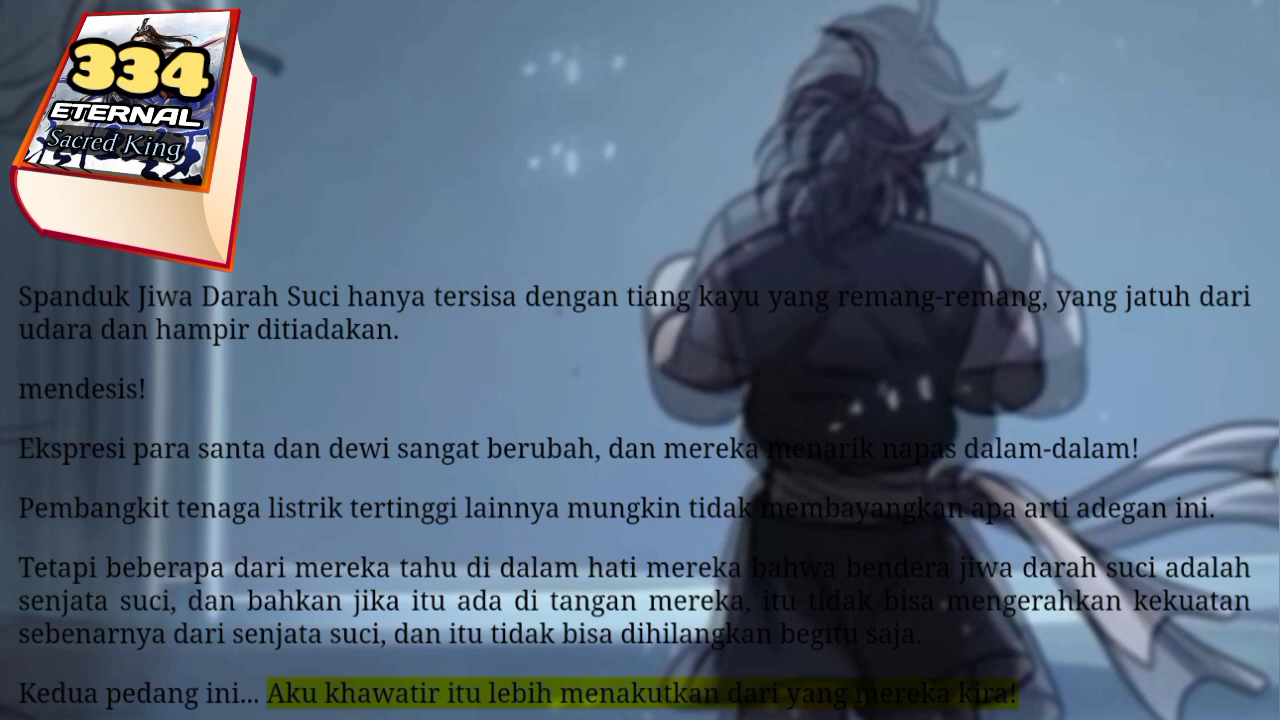 334
ETERNAL
Sacred King
Spanduk Jiwa Darah Suci hanya tersisa dengan tiang kayu yang remang-remang, yang jatuh dari
udara dan hampir ditiadakan.
mendesis!
Ekspresi para santa dan dewi sangat berubah, dan mereka menarik napas dalam-dalam!
Pembangkit tenaga listrik tertinggi lainnya mungkin tidak membayangkan apa arti adegan ini.
Tetapi beberapa dari mereka tahu di dalam hati mereka bahwa bendera jiwa darah suci adalah
senjata suci, dan bahkan jika itu ada di tangan mereka, itu tidak bisa mengerahkan kekuatan
sebenarnya dari senjata suci, dan itu tidak bisa dihilangkan begitu saja.
Kedua pedang ini... Aku khawatir itu lebih menakutkan dari yang mereka kira!